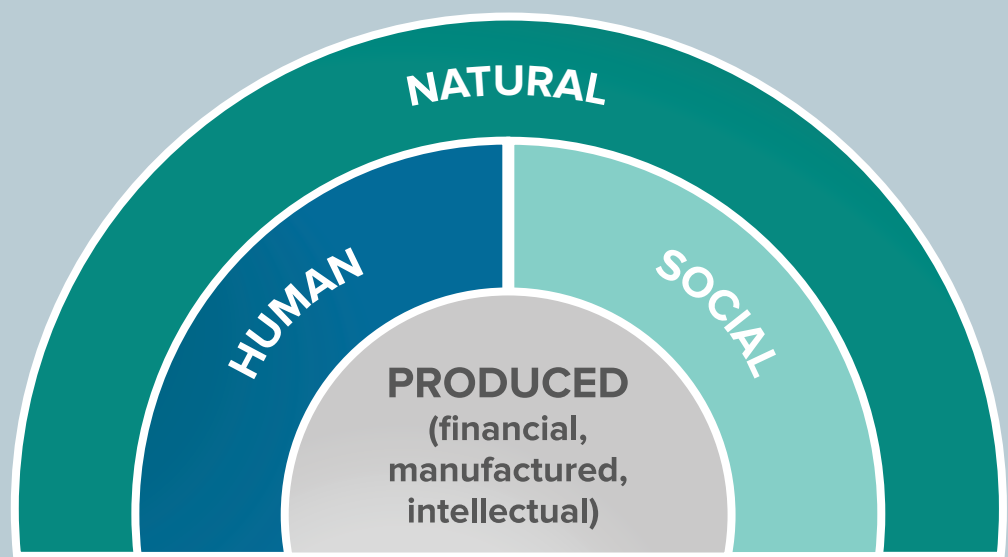 NATURAL
HUMAN
SOCIAL
PRODUCED
(financial,
manufactured,
intellectual)